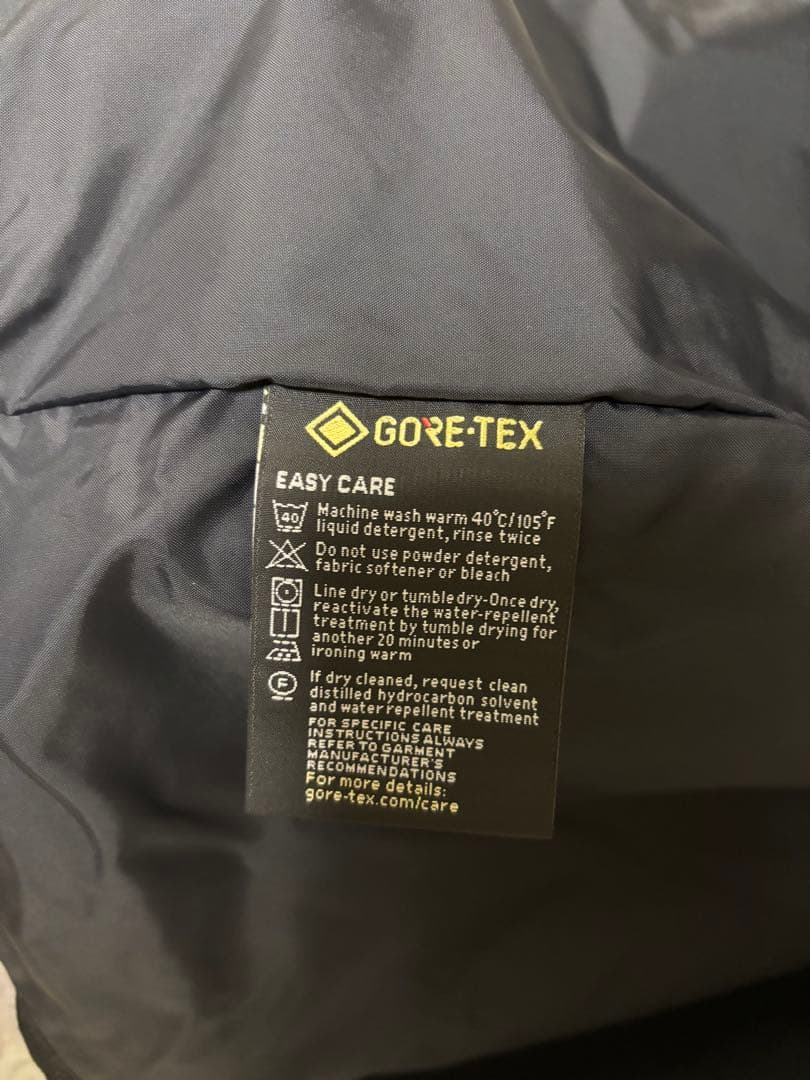 GORE-TEX
EASY CARE
40
Machine wash warm 40°C/105°F
liquid detergent, rinse twice
Do not use powder detergent,
fabric softener or bleach
Line dry or tumble dry-Once dry,
reactivate the water-repellent
treatment by tumble drying for
another 20 minutes or
ironing warm
F
If dry cleaned, request clean
distilled hydrocarbon solvent
and water repellent treatment
FOR SPECIFIC CARE
INSTRUCTIONS ALWAYS
REFER TO GARMENT
MANUFACTURER'S
RECOMMENDATIONS
For more details:
gore-tex.com/care